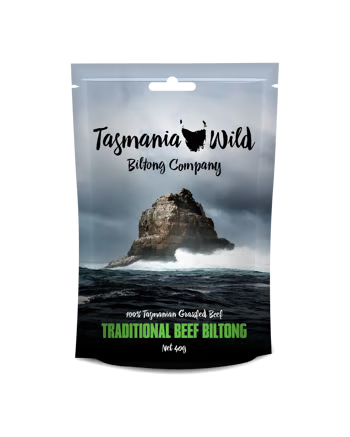 Tasmania Wild
Biltong Company
100% Tasmanian Grassfed Beef
TRADITIONAL BEEF BILTONG
Net 40g